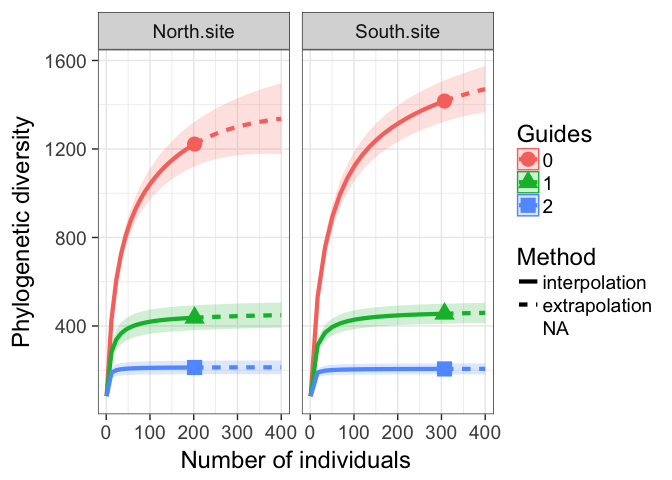 North.site
South.site
1600
1200
800
400
Phylogenetic diversity
0 100 200 300 400
0 100 200 300 400
Number of individuals
Guides
0
1
2
Method
interpolation
extrapolation
NA